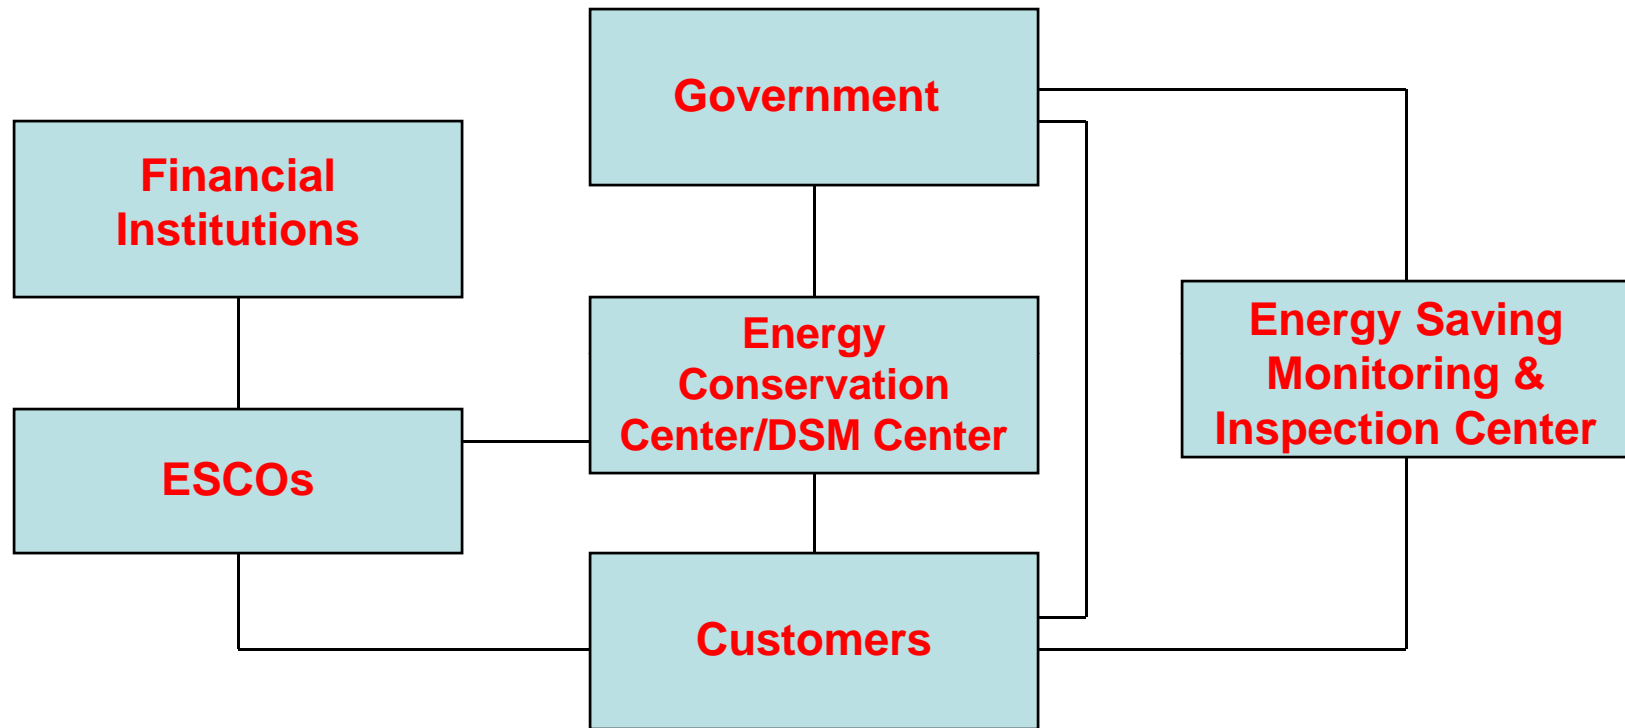 Government
Financial
Institutions
Energy
Conservation
Center/DSM Center
Energy Saving
Monitoring &
Inspection Center
ESCOs
Customers